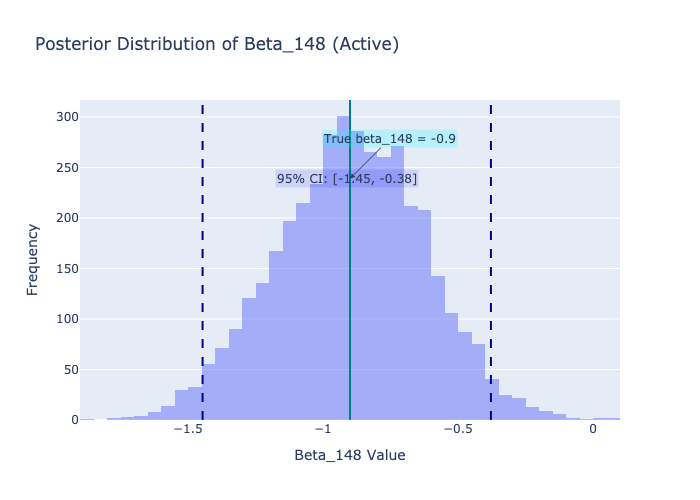 Posterior Distribution of Beta_148 (Active)
300
True beta_148 = -0.9
250
95% CI: [-1.45, -0.38]
200
Frequency
150
100
50
0
−1.5
−1
−0.5
0
Beta_148 Value